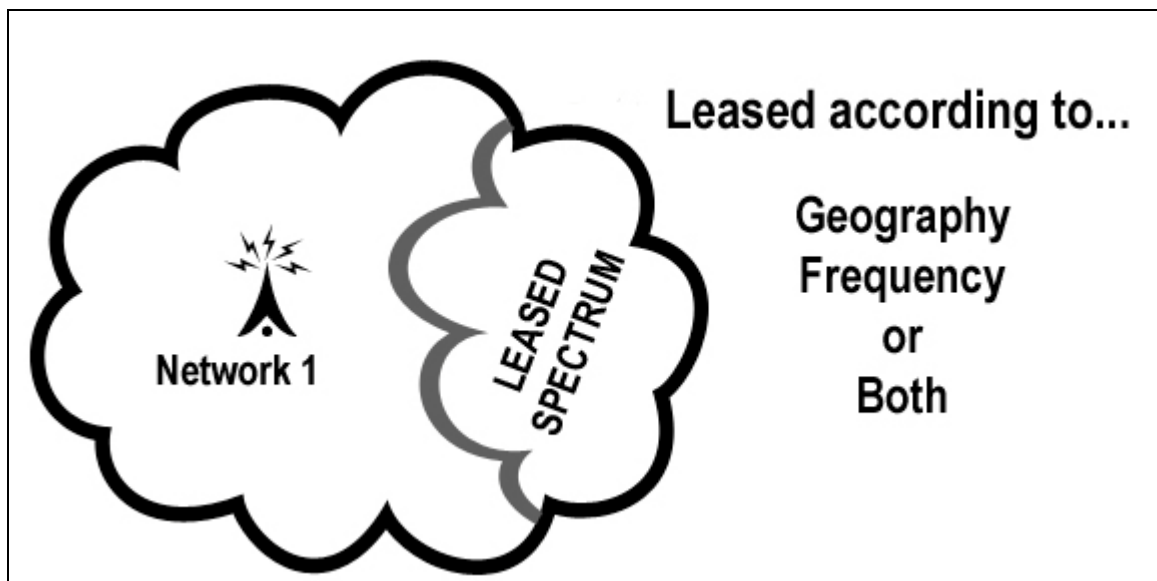 Leased according to...
Geography
Frequency
or
Both
LEASED
SPECTRUM
Network 1